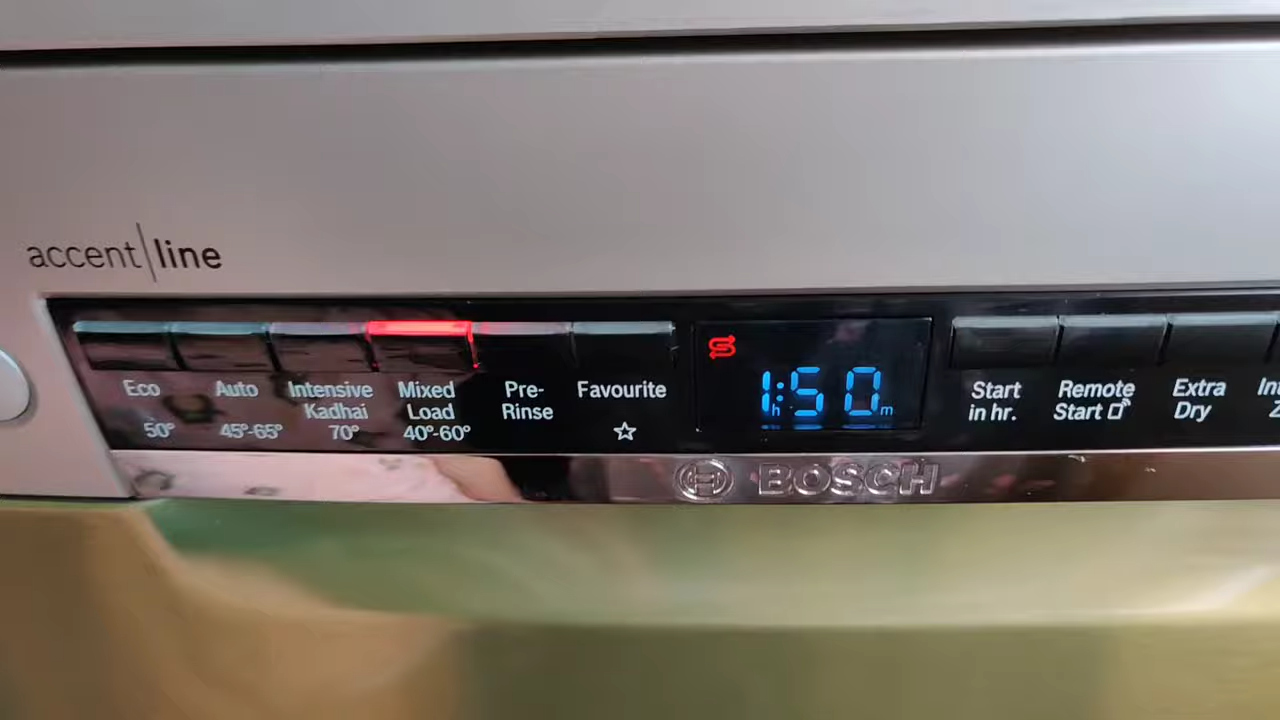 accent|line
Eco
50°
Auto
45°-65°
Intensive
Kadhai
70°
Mixed
Load
40°-60°
Pre-
Rinse
Favourite
1:50
h m
Start
in hr.
Remote
Start
Extra
Dry
BOSCH